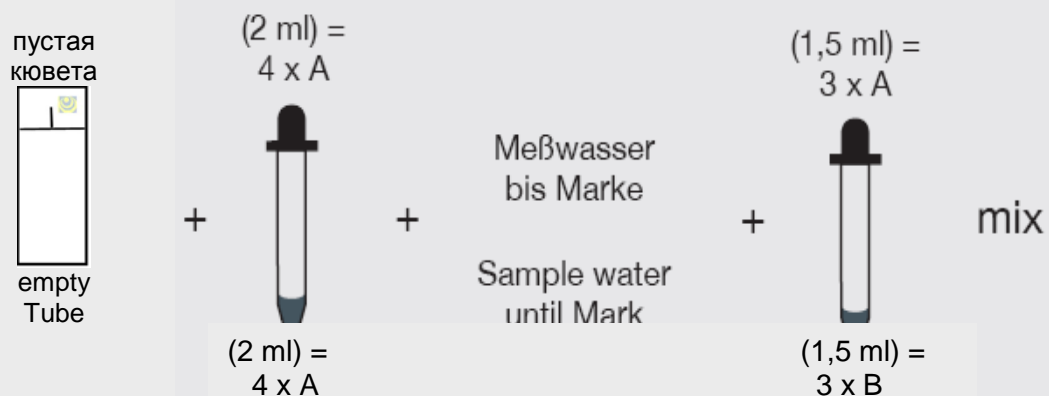 пустая
кювета
empty
Tube
+
(2 ml) =
4 x A
(2 ml) =
4 x A
+
Meßwasser
bis Marke
Sample water
until Mark
+
(1,5 ml) =
3 x A
(1,5 ml) =
3 x B
mix